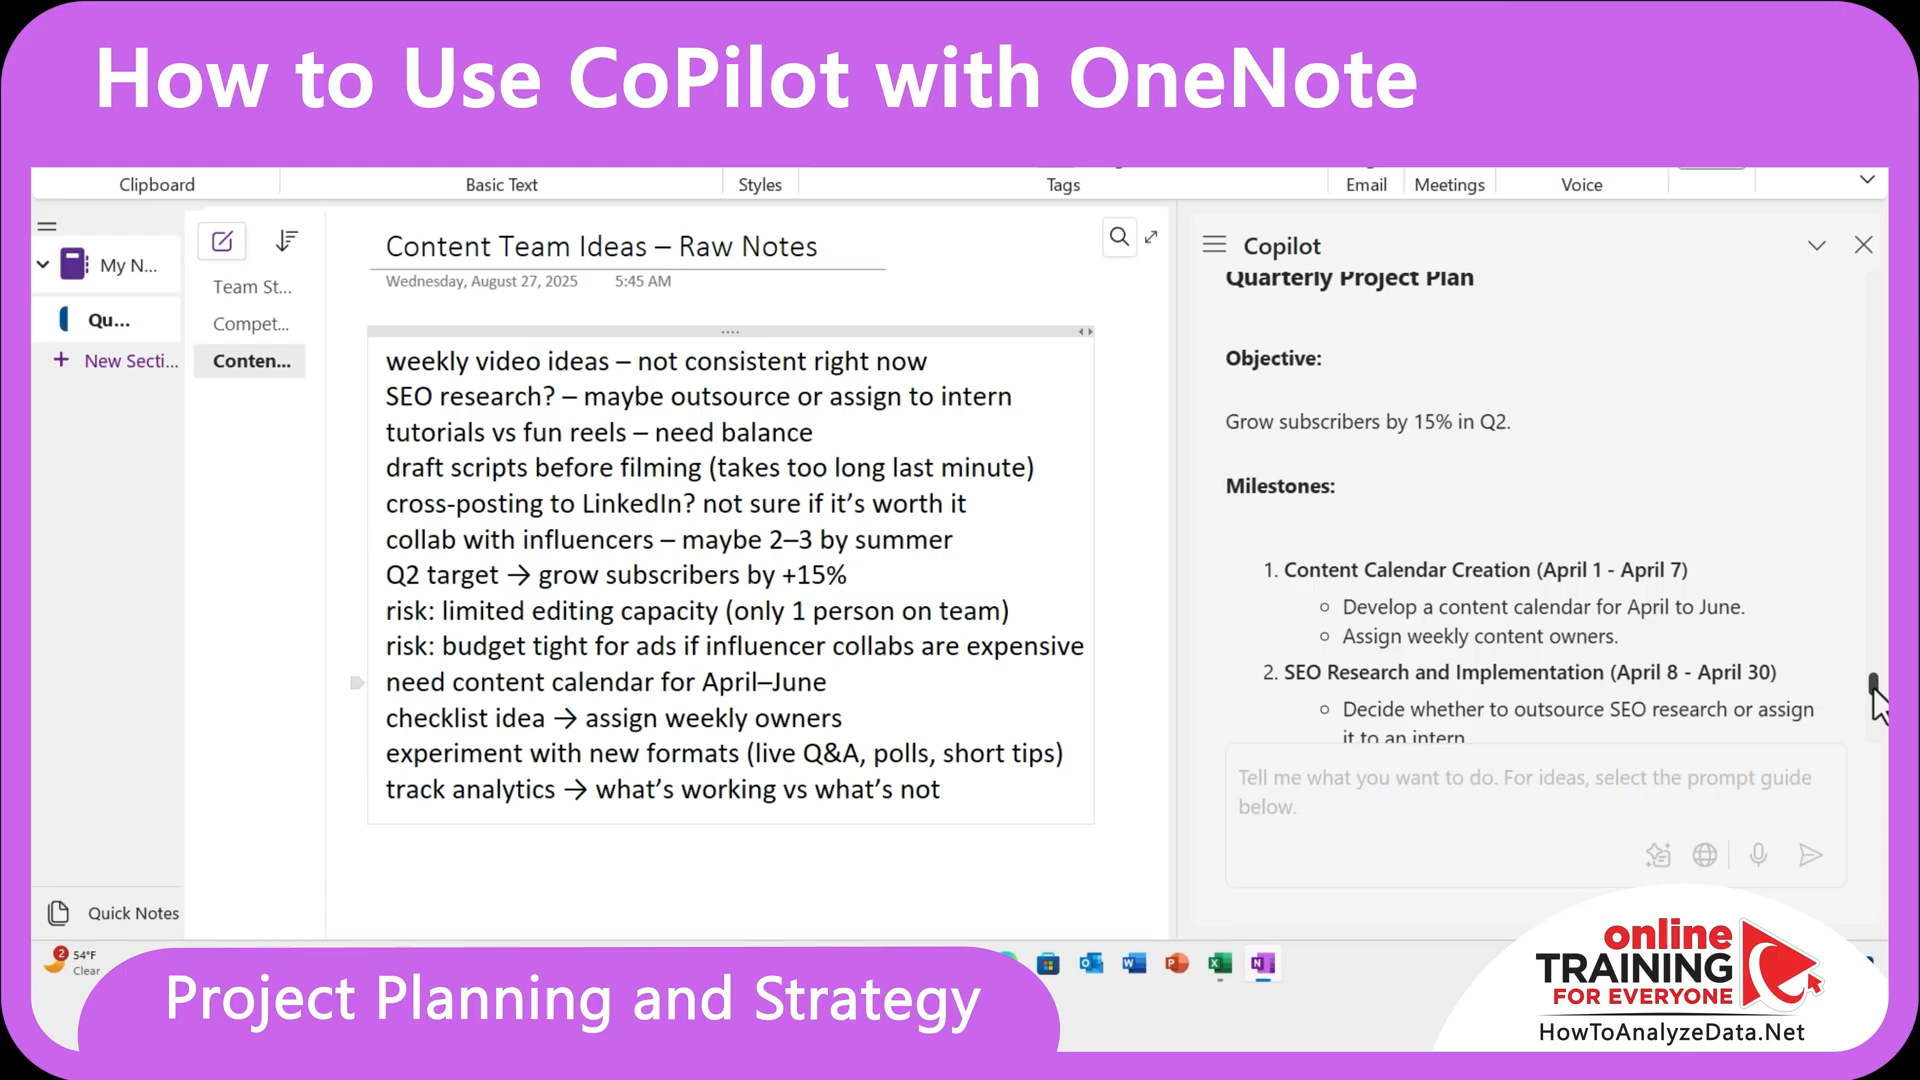 How to Use CoPilot with OneNote
Clipboard
Basic Text
Styles
Tags
Email
Meetings
Voice
My N...
Qu...
New Secti...
Team St...
Compet...
Conten...
Content Team Ideas – Raw Notes
Wednesday, August 27, 2025 5:45 AM
weekly video ideas – not consistent right now
SEO research? – maybe outsource or assign to intern
tutorials vs fun reels – need balance
draft scripts before filming (takes too long last minute)
cross-posting to LinkedIn? not sure if it’s worth it
collab with influencers – maybe 2–3 by summer
Q2 target → grow subscribers by +15%
risk: limited editing capacity (only 1 person on team)
risk: budget tight for ads if influencer collabs are expensive
need content calendar for April–June
checklist idea → assign weekly owners
experiment with new formats (live Q&A, polls, short tips)
track analytics → what’s working vs what’s not
Copilot
Quarterly Project Plan
Objective:
Grow subscribers by 15% in Q2.
Milestones:
1. Content Calendar Creation (April 1 - April 7)
Develop a content calendar for April to June.
Assign weekly content owners.
2. SEO Research and Implementation (April 8 - April 30)
Decide whether to outsource SEO research or assign
it to an intern
Tell me what you want to do. For ideas, select the prompt guide
below.
Quick Notes
2
54°F
Clear
Project Planning and Strategy
online
TRAINING
FOR EVERYONE
HowToAnalyzeData.Net